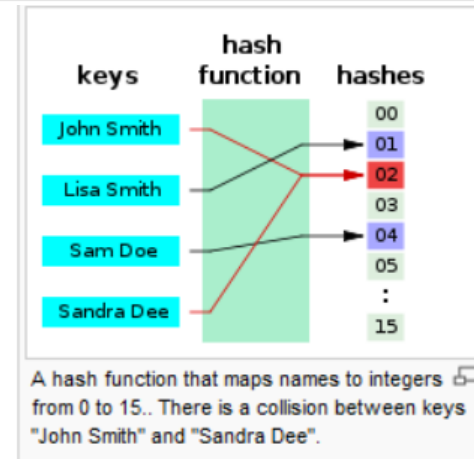 hash
keys function hashes
John Smith
Lisa Smith
Sam Doe
Sandra Dee
00
01
02
03
04
05
:
15
A hash function that maps names to integers
from 0 to 15.. There is a collision between keys
"John Smith" and "Sandra Dee".